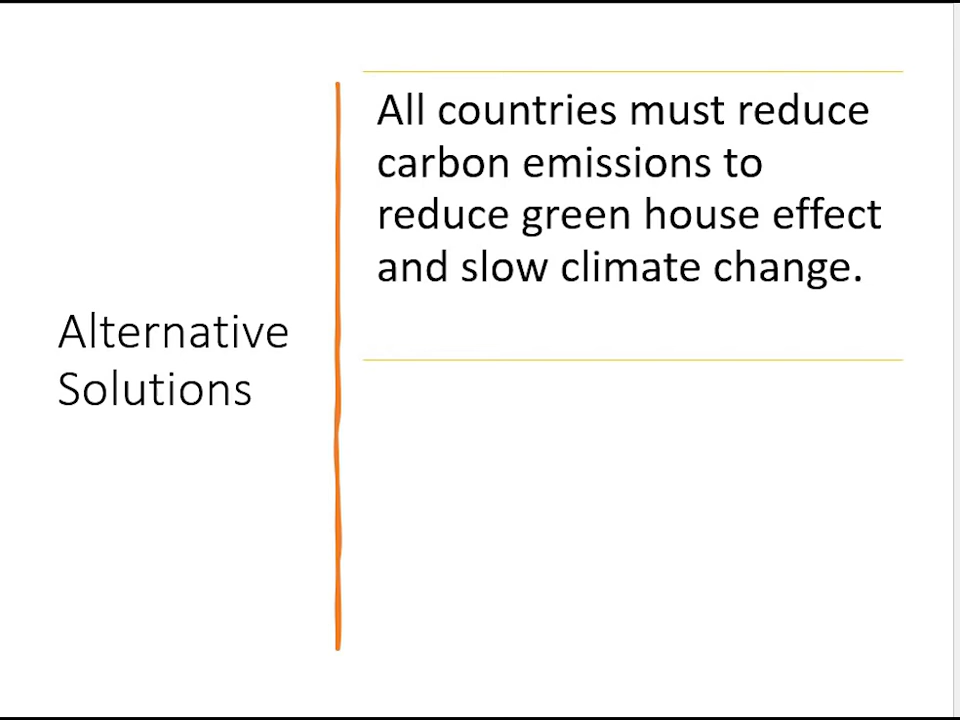 Alternative
Solutions
All countries must reduce
carbon emissions to
reduce green house effect
and slow climate change.